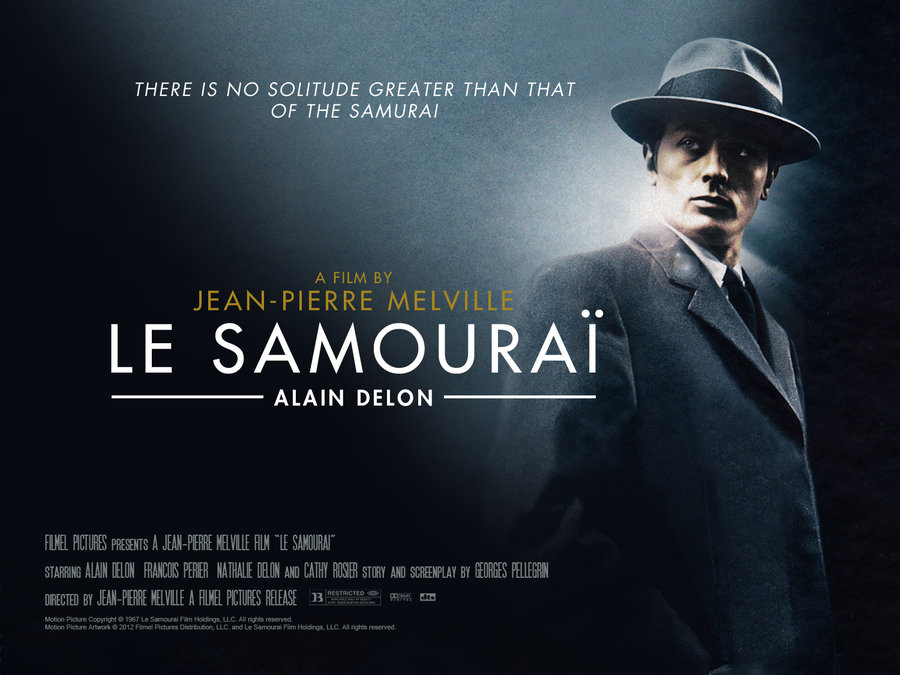 THERE IS NO SOLITUDE GREATER THAN THAT
OF THE SAMURAI
A FILM BY
JEAN-PIERRE MELVILLE
LE SAMOURAÏ
ALAIN DELON
FILMEL PICTURES PRESENTS A JEAN-PIERRE MELVILLE FILM "LE SAMOURAI"
STARRING ALAIN DELON FRANCOIS PERIER NATHALIE DELON AND CATHY ROSIER STORY AND SCREENPLAY BY GEORGES PELLEGRIN
DIRECTED BY JEAN-PIERRE MELVILLE A FILMEL PICTURES RELEASE RESTRICTED DIGITAL dts
Motion Picture Copyright © 1967 Le Samourai Film Holdings, LLC. All rights reserved.
Motion Picture Artwork © 2012 Filmel Pictures Distribution, LLC. and Le Samourai Film Holdings, LLC. All rights reserved.